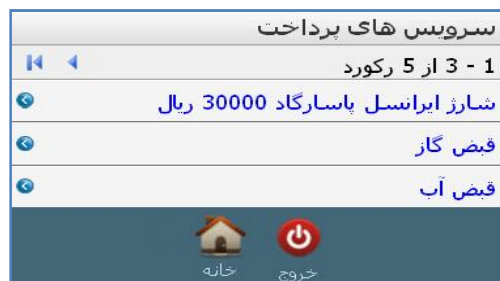 سرویس های پرداخت
1 - 3 از 5 رکورد
شارژ ایرانسل پاسارگاد 30000 ریال
قبض گاز
قبض آب
خروج
خانه